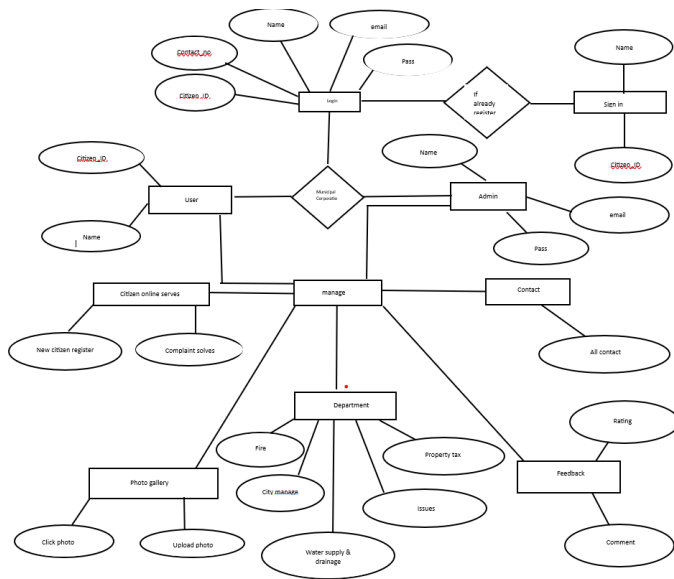 Name
email
Contact_no
Pass
Name
Citizen_ID.
Login
If
already
register
Sign in
Citizen_ID.
Name
Citizen_ID.
Municipal
Corporatio
User
Admin
email
Name
Pass
Citizen online serves
manage
Contact
New citizen register
Complaint solves
All contact
Department
Rating
Fire
Property tax
Photo gallery
City manage
Feedback
Issues
Click photo
Upload photo
Water supply &
drainage
Comment